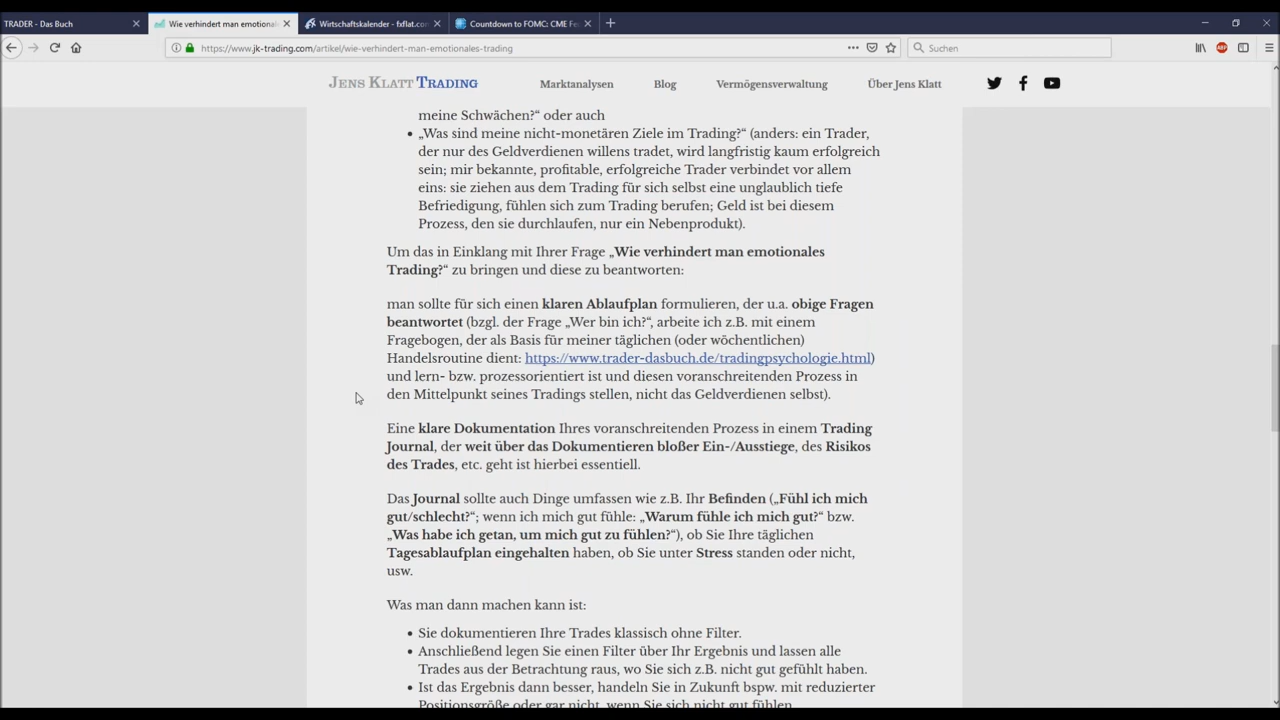 TRADER - Das Buch
Wie verhindert man emotional
Wirtschaftskalender - fxflat.co
Countdown to FOMC: CME Fe
https://www.jk-trading.com/artikel/wie-verhindert-man-emotionales-trading
Suchen
ABP
JENS KLATT TRADING
Marktanalysen
Blog
Vermögensverwaltung
Über Jens Klatt
meine Schwächen?“ oder auch
• „Was sind meine nicht-monetären Ziele im Trading?“ (anders: ein Trader,
der nur des Geldverdienen willens tradet, wird langfristig kaum erfolgreich
sein; mir bekannte, profitable, erfolgreiche Trader verbindet vor allem
eins: sie ziehen aus dem Trading für sich selbst eine unglaublich tiefe
Befriedigung, fühlen sich zum Trading berufen; Geld ist bei diesem
Prozess, den sie durchlaufen, nur ein Nebenprodukt).
Um das in Einklang mit Ihrer Frage „Wie verhindert man emotionales
Trading?“ zu bringen und diese zu beantworten:
man sollte für sich einen klaren Ablaufplan formulieren, der u.a. obige Fragen
beantwortet (bzgl. der Frage „Wer bin ich?“, arbeite ich z.B. mit einem
Fragebogen, der als Basis für meiner täglichen (oder wöchentlichen)
Handelsroutine dient: https://www.trader-dasbuch.de/tradingpsychologie.html)
und lern- bzw. prozessorientiert ist und diesen voranschreitenden Prozess in
den Mittelpunkt seines Tradings stellen, nicht das Geldverdienen selbst).
Eine klare Dokumentation Ihres voranschreitenden Prozess in einem Trading
Journal, der weit über das Dokumentieren bloßer Ein-/Ausstiege, des Risikos
des Trades, etc. geht ist hierbei essentiell.
Das Journal sollte auch Dinge umfassen wie z.B. Ihr Befinden („Fühl ich mich
gut/schlecht?“; wenn ich mich gut fühle: „Warum fühle ich mich gut?“ bzw.
„Was habe ich getan, um mich gut zu fühlen?“), ob Sie Ihre täglichen
Tagesablaufplan eingehalten haben, ob Sie unter Stress standen oder nicht,
usw.
Was man dann machen kann ist:
• Sie dokumentieren Ihre Trades klassisch ohne Filter.
• Anschließend legen Sie einen Filter über Ihr Ergebnis und lassen alle
Trades aus der Betrachtung raus, wo Sie sich z.B. nicht gut gefühlt haben.
• Ist das Ergebnis dann besser, handeln Sie in Zukunft bspw. mit reduzierter
Positionsgröße oder gar nicht, wenn Sie sich nicht gut fühlen.